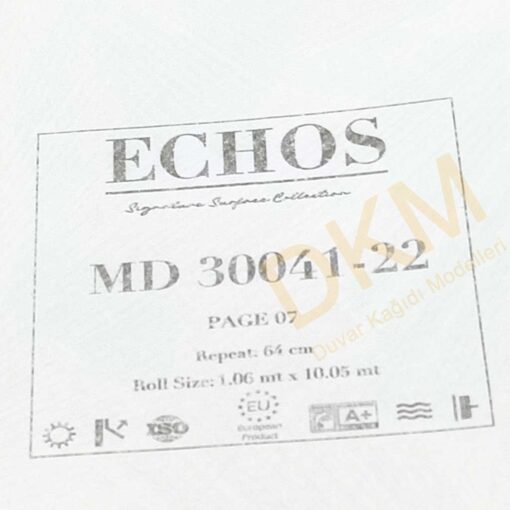 ECHOS
Signature Surface Collection
MD 30041-22
PAGE 07
Repeat: 64 cm
Roll Size: 1.06 mt x 10.05 mt
ISO
EU
European
Product
A+
DKM
Duvar Kağıdı Modelleri